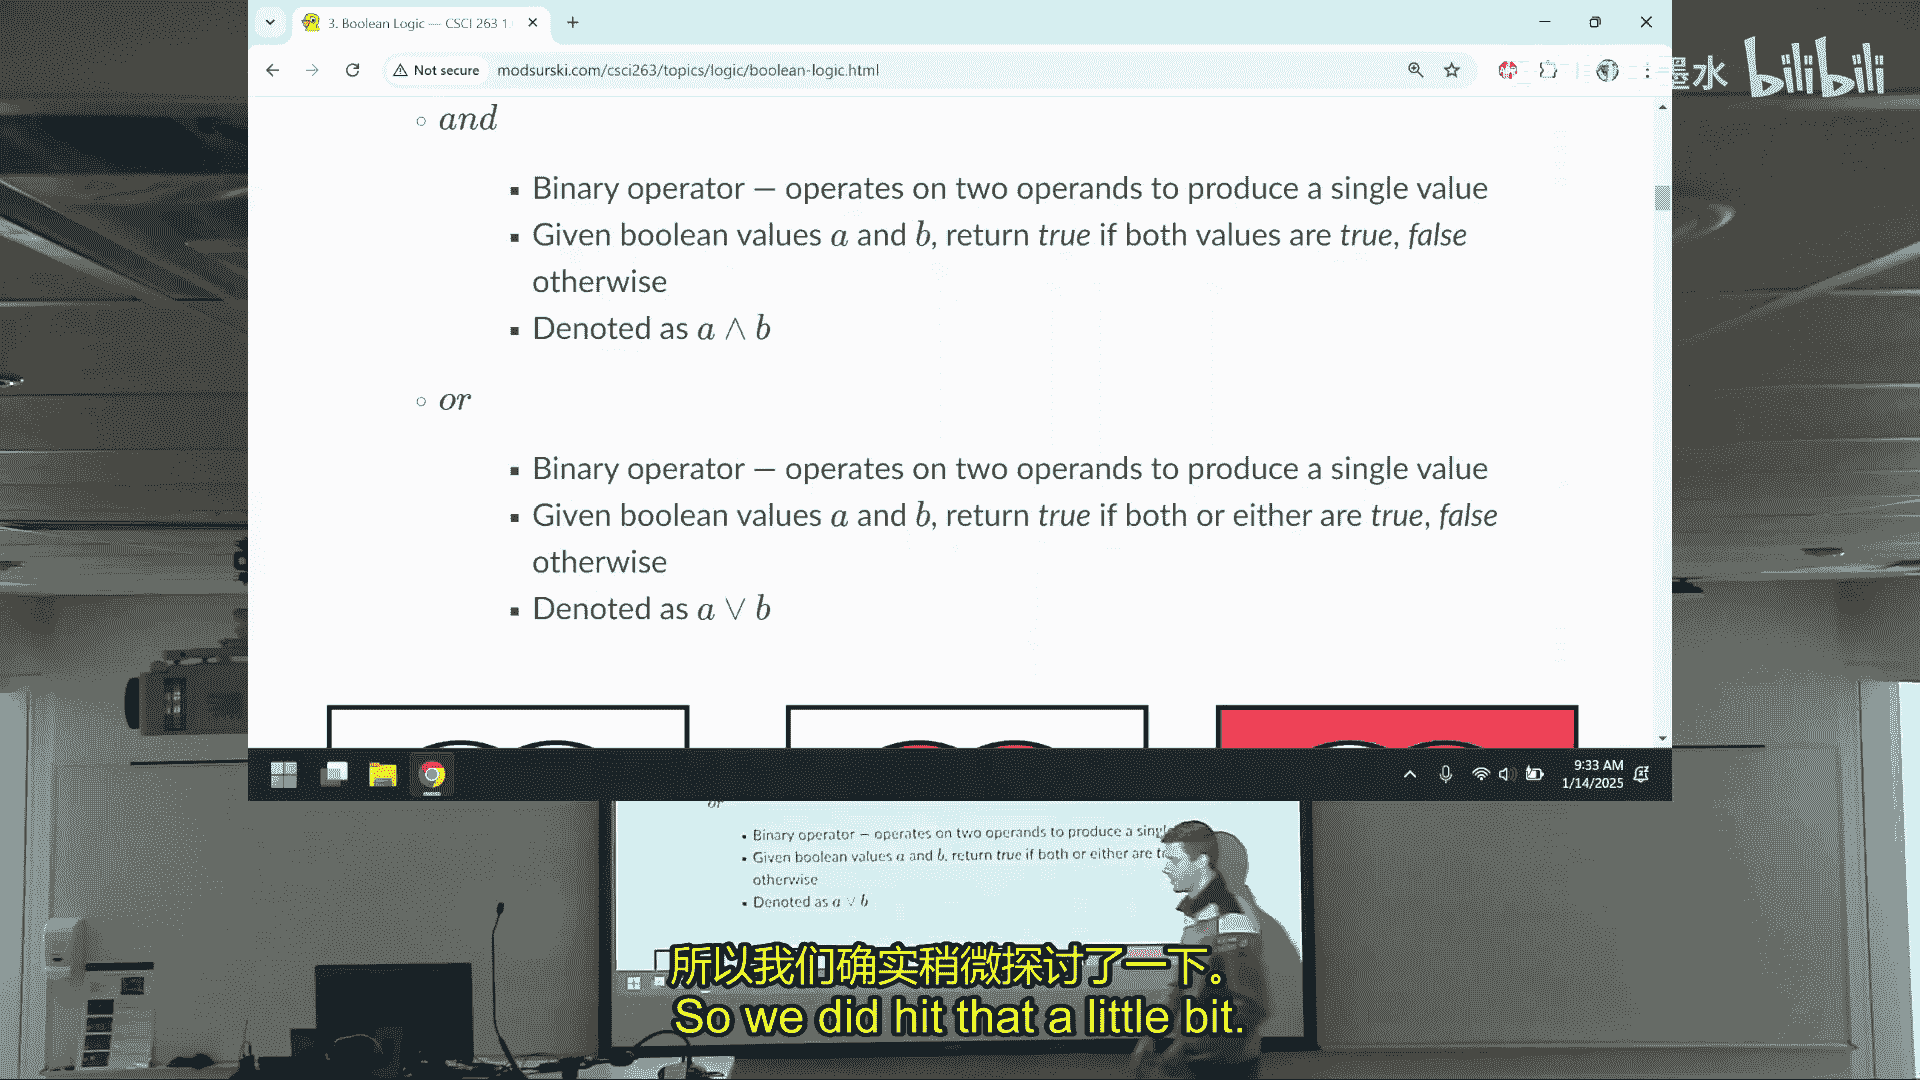 3. Boolean Logic — CSCI 263 1.
Not secure
modsurski.com/csci263/topics/logic/boolean-logic.html
墨水 bilibili
and
Binary operator — operates on two operands to produce a single value
Given boolean values a and b, return true if both values are true, false
otherwise
Denoted as a ∧ b
or
Binary operator — operates on two operands to produce a single value
Given boolean values a and b, return true if both or either are true, false
otherwise
Denoted as a ∨ b
9:33 AM
1/14/2025
or
Binary operator — operates on two operands to produce a singl
Given boolean values a and b, return true if both or either are
otherwise
Denoted as a ∨ b
所以我们确实稍微探讨了一下。
So we did hit that a little bit.